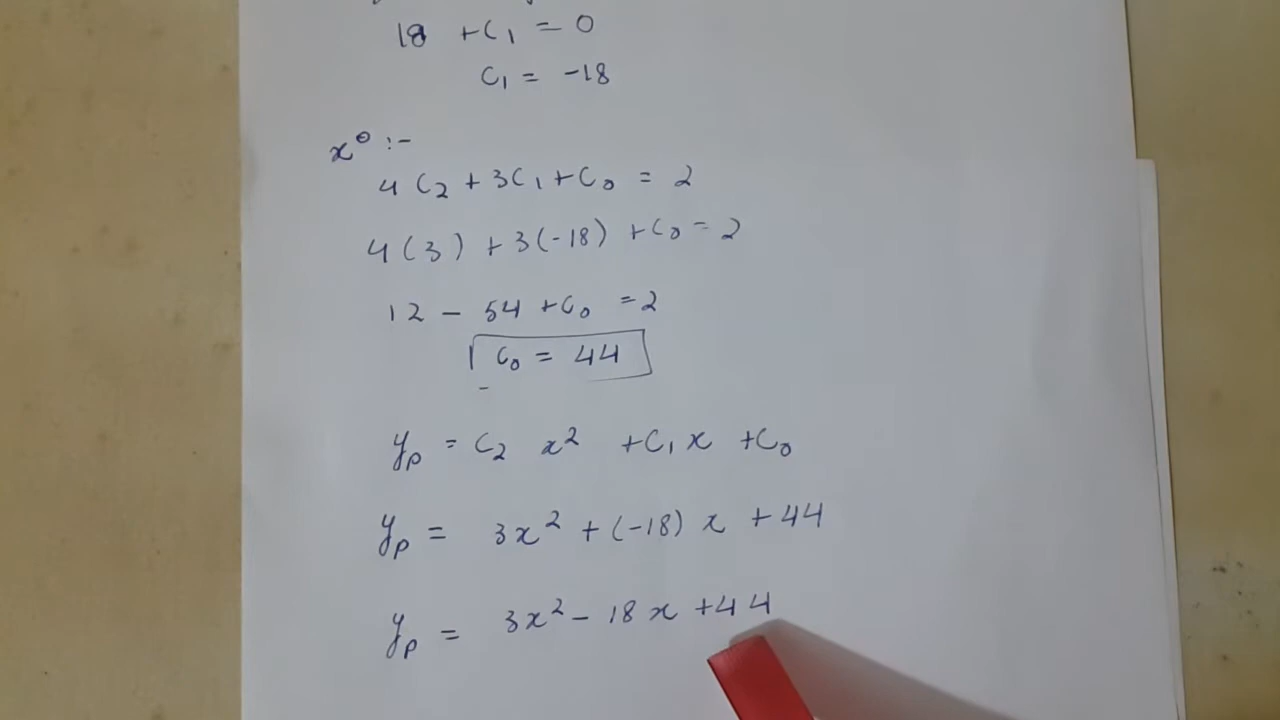 18 + C₁ = 0
C₁ = -18
x⁰ :-
4 C₂ + 3C₁ + C₀ = 2
4 (3) + 3(-18) + C₀ = 2
12 - 54 + C₀ = 2
C₀ = 44
yₚ = C₂ x² + C₁ x + C₀
yₚ = 3x² + (-18) x + 44
yₚ = 3x² - 18x + 44